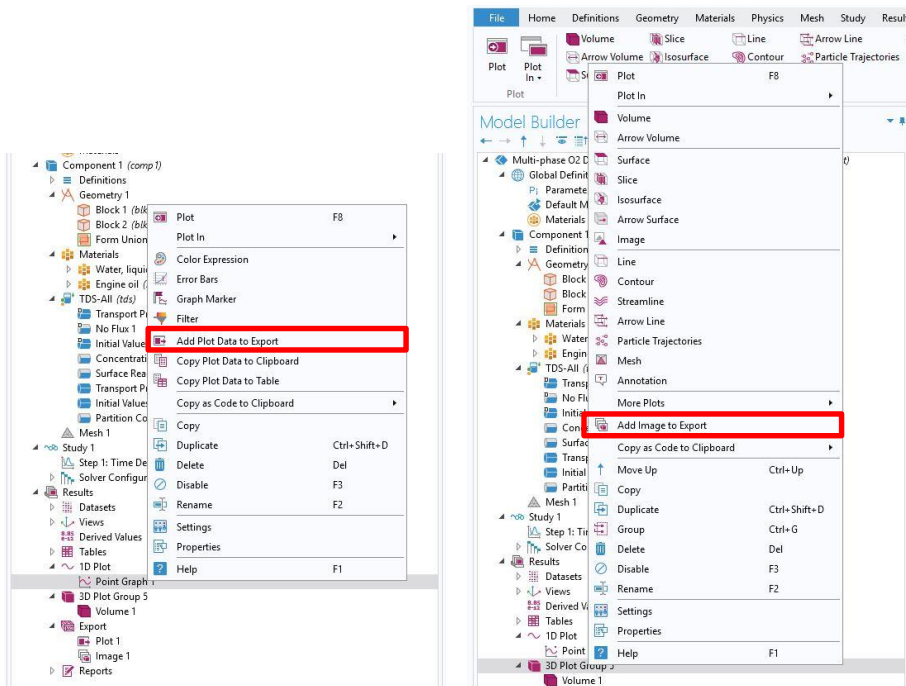 Component 1 (comp1)
Definitions
Geometry 1
Block 1 (blk
Block 2 (blk
Form Union
Materials
Water, liqui
Engine oil (
TDS-All (tds)
Transport Pr
No Flux 1
Initial Value
Concentrati
Surface Rea
Transport Pr
Initial Values
Partition Co
Mesh 1
Study 1
Step 1: Time De
Solver Configur
Results
Datasets
Views
Derived Values
Tables
1D Plot
Point Graph 1
3D Plot Group 5
Volume 1
Export
Plot 1
Image 1
Reports
Plot F8
Plot In
Color Expression
Error Bars
Graph Marker
Filter
Add Plot Data to Export
Copy Plot Data to Clipboard
Copy Plot Data to Table
Copy as Code to Clipboard
Copy
Duplicate Ctrl+Shift+D
Delete Del
Disable F3
Rename F2
Settings
Properties
Help F1
File Home Definitions Geometry Materials Physics Mesh Study Resul
Volume Slice Line Arrow Line
Arrow Volume Isosurface Contour Particle Trajectories
Plot Plot In
Plot
Model Builder
Multi-phase O2 D
Global Definit
Pi Paramete
Default M
Materials
Component 1
Definition
Geometry
Block
Block
Form
Materials
Water
Engin
TDS-All (
Transp
No Flu
Initial
Conce
Surfac
Transp
Initial
Partiti
Mesh 1
Study 1
Step 1: Tir
Solver Co
Results
Datasets
Views
Derived Va
Tables
1D Plot
Point
3D Plot Group 5
Volume 1
Plot F8
Plot In
Volume
Arrow Volume
Surface
Slice
Isosurface
Arrow Surface
Image
Line
Contour
Streamline
Arrow Line
Particle Trajectories
Mesh
Annotation
More Plots
Add Image to Export
Copy as Code to Clipboard
Move Up Ctrl+Up
Copy
Duplicate Ctrl+Shift+D
Group Ctrl+G
Delete Del
Disable F3
Rename F2
Settings
Properties
Help F1